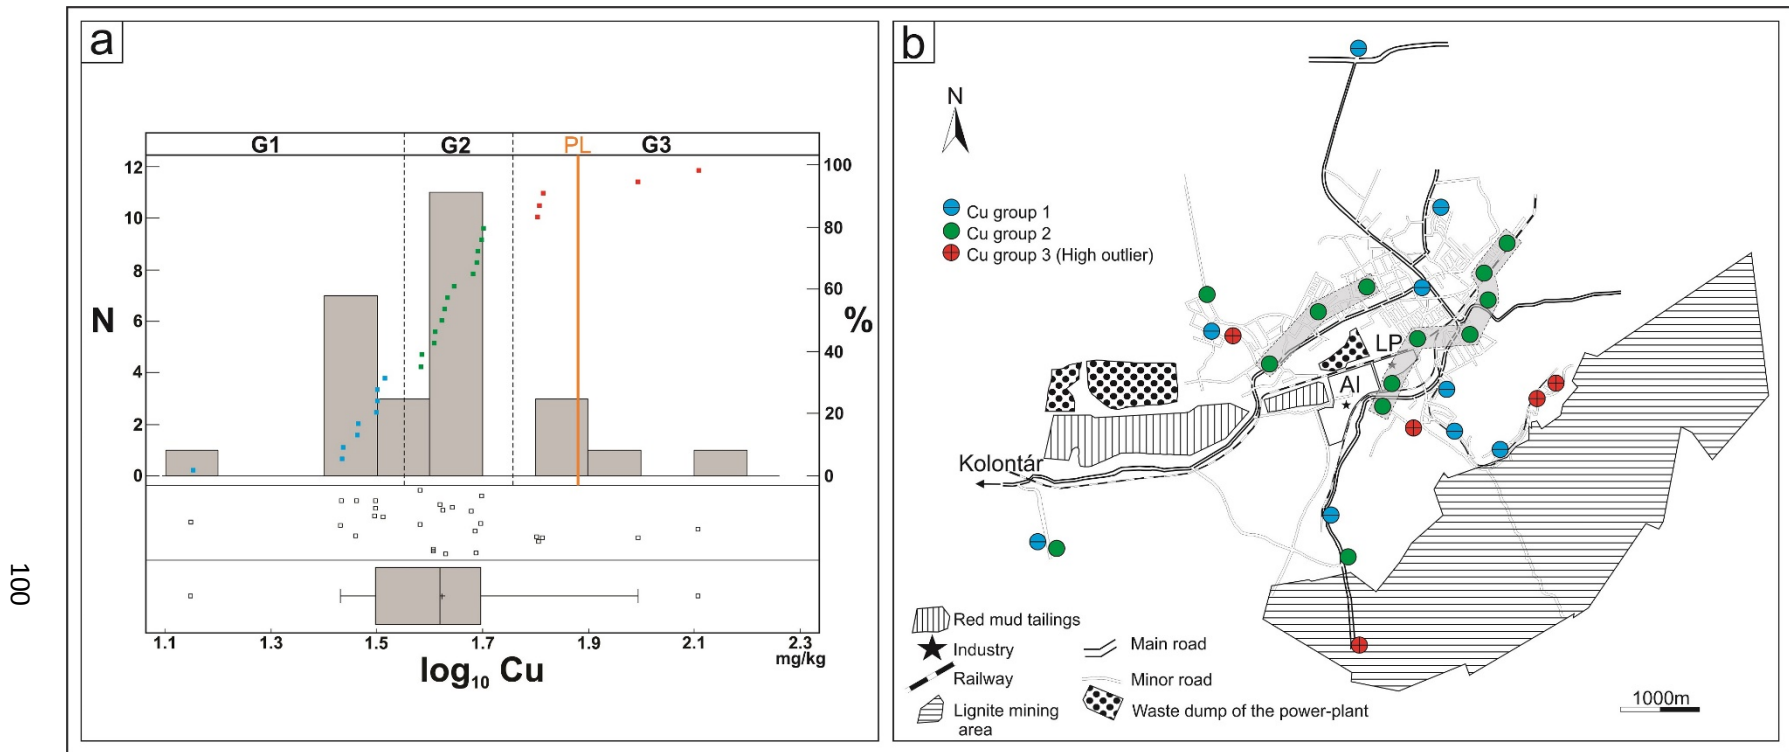 a
G1 G2 PL G3
12
10
8
6
4
2
0
N
100
80
60
40
20
0
%
1.1 1.3 1.5 1.7 1.9 2.1 2.3
mg/kg
log₁₀ Cu
100
b
N
Cu group 1
Cu group 2
Cu group 3 (High outlier)
LP
AI
Kolontár
Red mud tailings
Industry
Railway
Lignite mining
area
Main road
Minor road
Waste dump of the power-plant
1000m